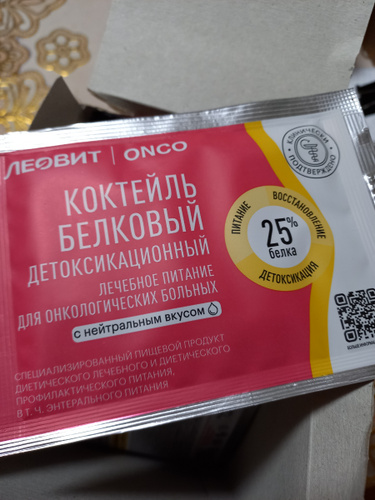 ЛЕОВИТ | ONCO
КЛИНИЧЕСКИ ПОДТВЕРЖДЕНО
КОКТЕЙЛЬ
БЕЛКОВЫЙ
ДЕТОКСИКАЦИОННЫЙ
ЛЕЧЕБНОЕ ПИТАНИЕ
ДЛЯ ОНКОЛОГИЧЕСКИХ БОЛЬНЫХ
с нейтральным вкусом
ПИТАНИЕ
ВОССТАНОВЛЕНИЕ
ДЕТОКСИКАЦИЯ
25%
белка
СПЕЦИАЛИЗИРОВАННЫЙ ПИЩЕВОЙ ПРОДУКТ
ДИЕТИЧЕСКОГО ЛЕЧЕБНОГО И ДИЕТИЧЕСКОГО
ПРОФИЛАКТИЧЕСКОГО ПИТАНИЯ,
В Т. Ч. ЭНТЕРАЛЬНОГО ПИТАНИЯ